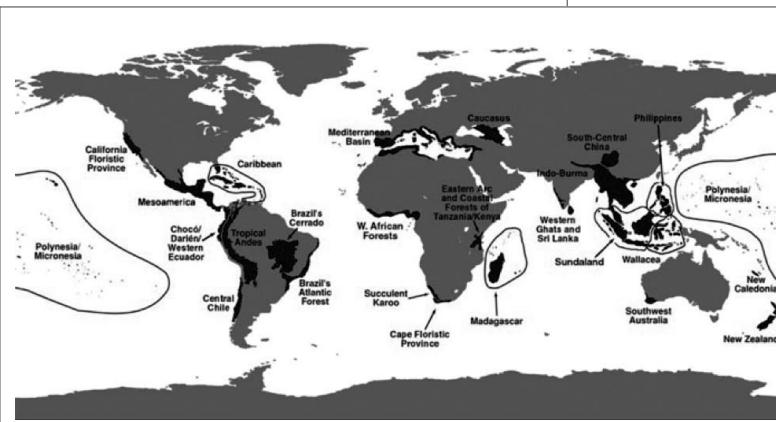 California
Floristic
Province
Mesoamerica
Caribbean
Polynesia/
Micronesia
Chocó/
Darién/
Western
Ecuador
Tropical
Andes
Brazil's
Cerrado
Brazil's
Atlantic
Forest
Central
Chile
Mediterranean
Basin
Caucasus
W. African
Forests
Eastern Arc
and Coastal
Forests of
Tanzania/Kenya
Succulent
Karoo
Cape Floristic
Province
Madagascar
South-Central
China
Indo-Burma
Philippines
Western
Ghats and
Sri Lanka
Sundaland
Wallacea
Polynesia/
Micronesia
New
Caledonia
Southwest
Australia
New Zealand